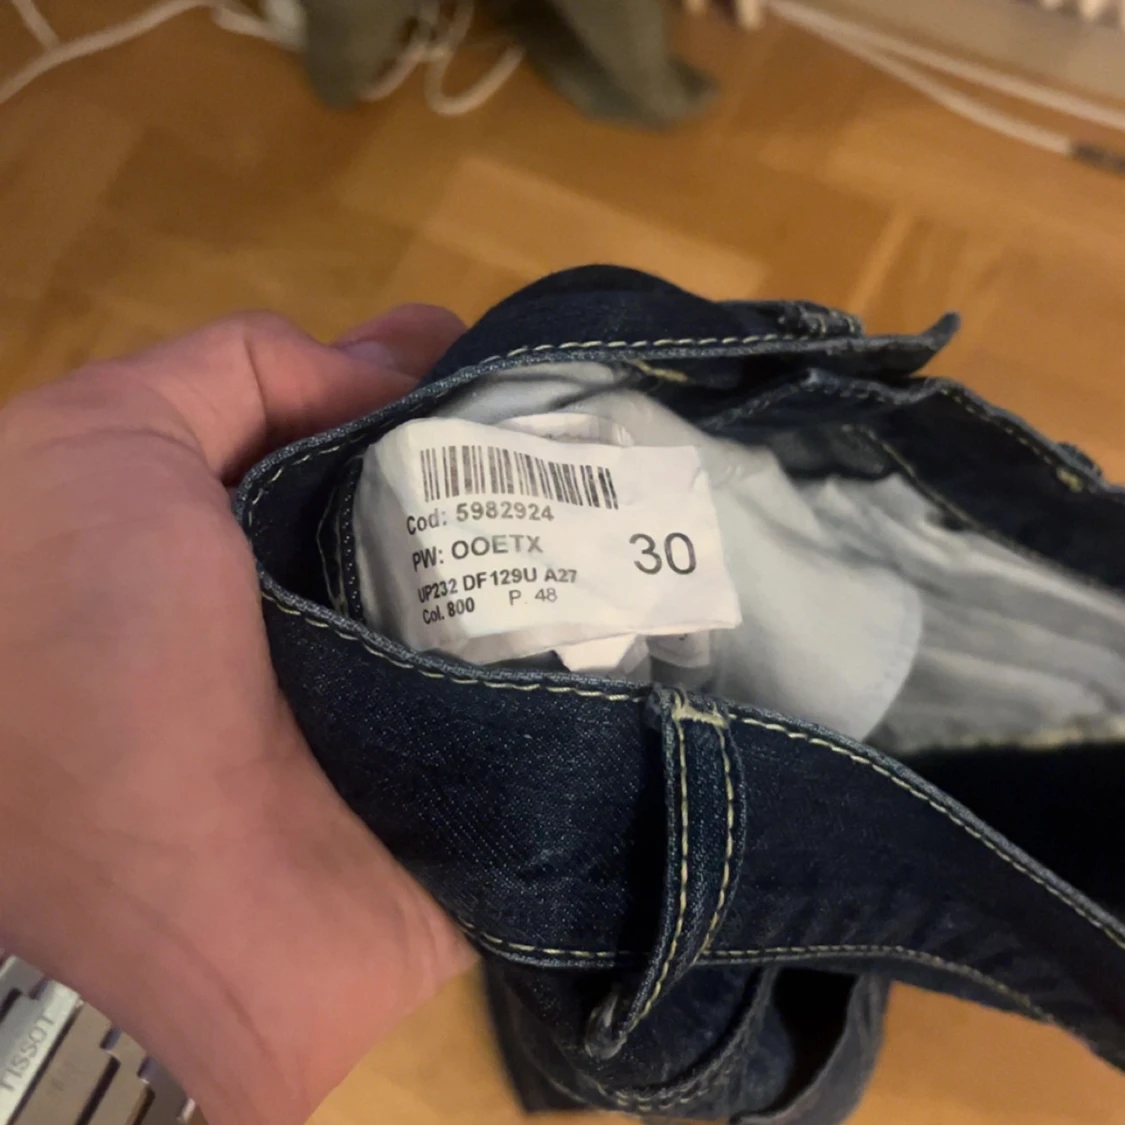 Cod: 5982924
PW: OOETX
30
UP232 DF129U A27
Col. 800 P. 48
TISSOT